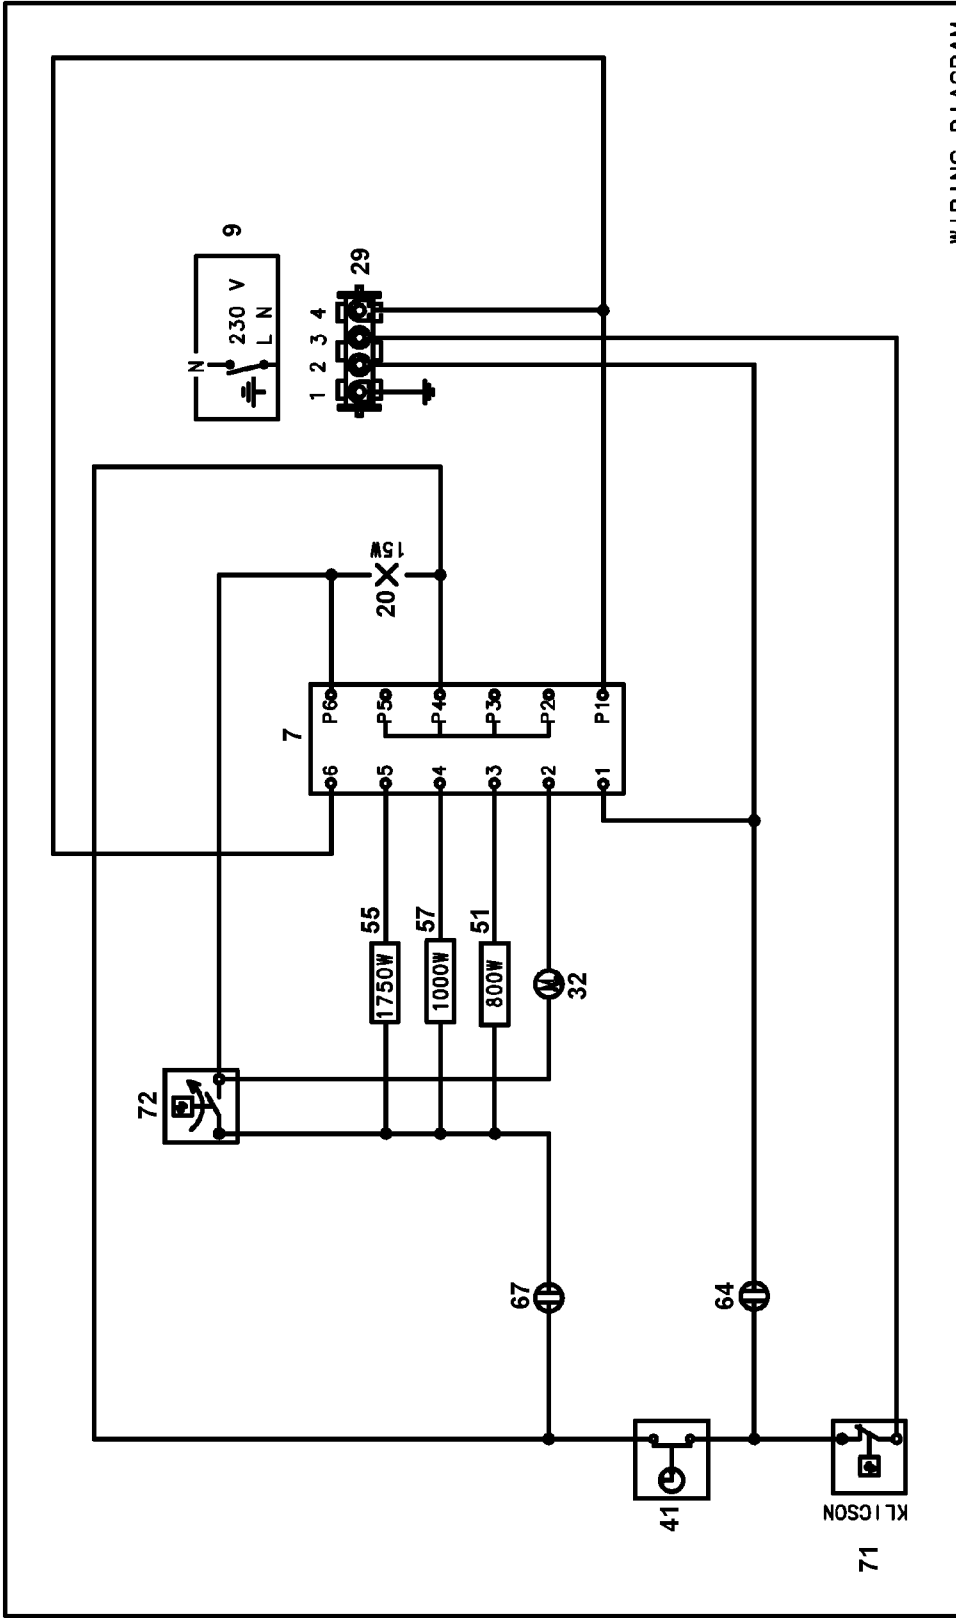 9
N
230 V
L N
29
1 2 3 4
20
15W
7
P6
P5
P4
P3
P2
P1
6
5
4
3
2
1
55
1750W
57
1000W
51
800W
32
72
67
64
41
KLICSON
71
WIRING DIAGRAM